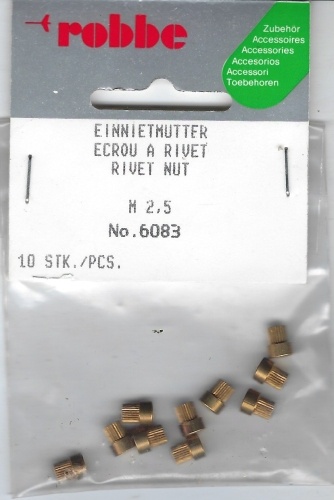 robbe
Zubehör
Accessoires
Accessories
Accesorios
Accessori
Toebehoren
EINNIETMUTTER
ECROU A RIVET
RIVET NUT
M 2,5
No.6083
10 STK./PCS.